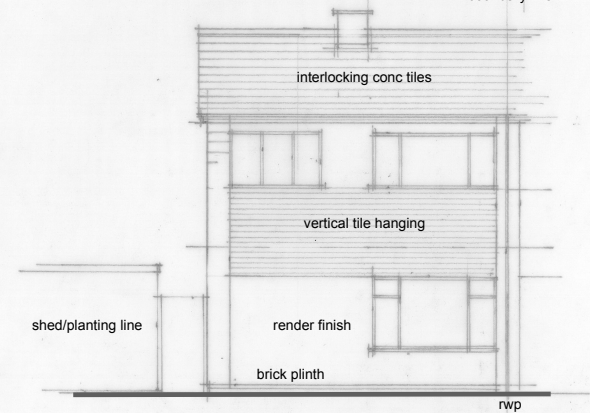 interlocking conc tiles
vertical tile hanging
shed/planting line
render finish
brick plinth
rwp